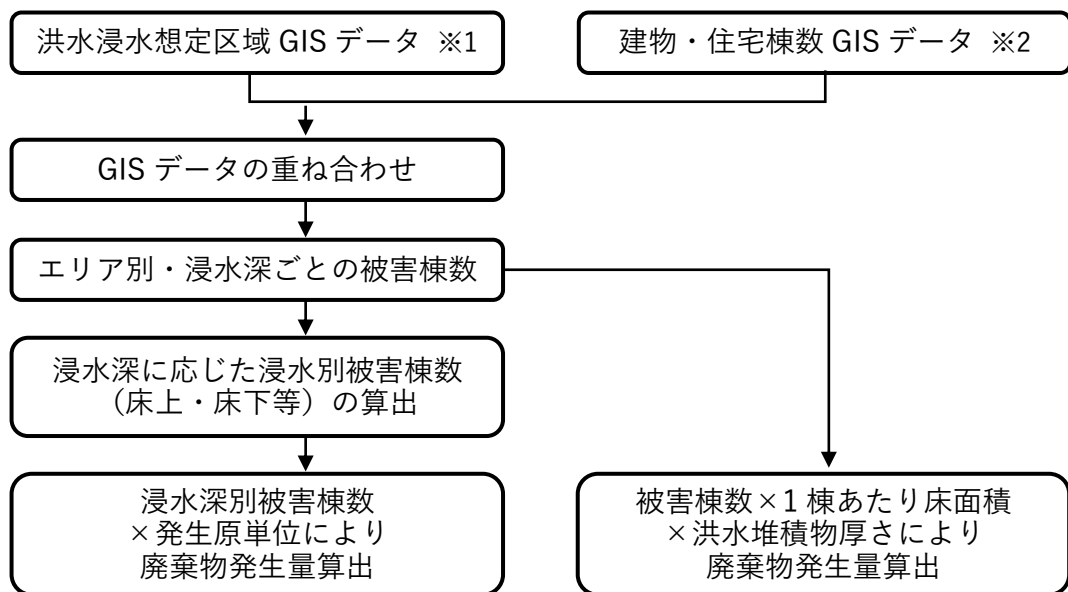 洪水浸水想定区域 GIS データ ※1
建物・住宅棟数 GIS データ ※2
GIS データの重ね合わせ
エリア別・浸水深ごとの被害棟数
浸水深に応じた浸水別被害棟数
（床上・床下等）の算出
浸水深別被害棟数
×発生原単位により
廃棄物発生量算出
被害棟数×1 棟あたり床面積
×洪水堆積物厚さにより
廃棄物発生量算出